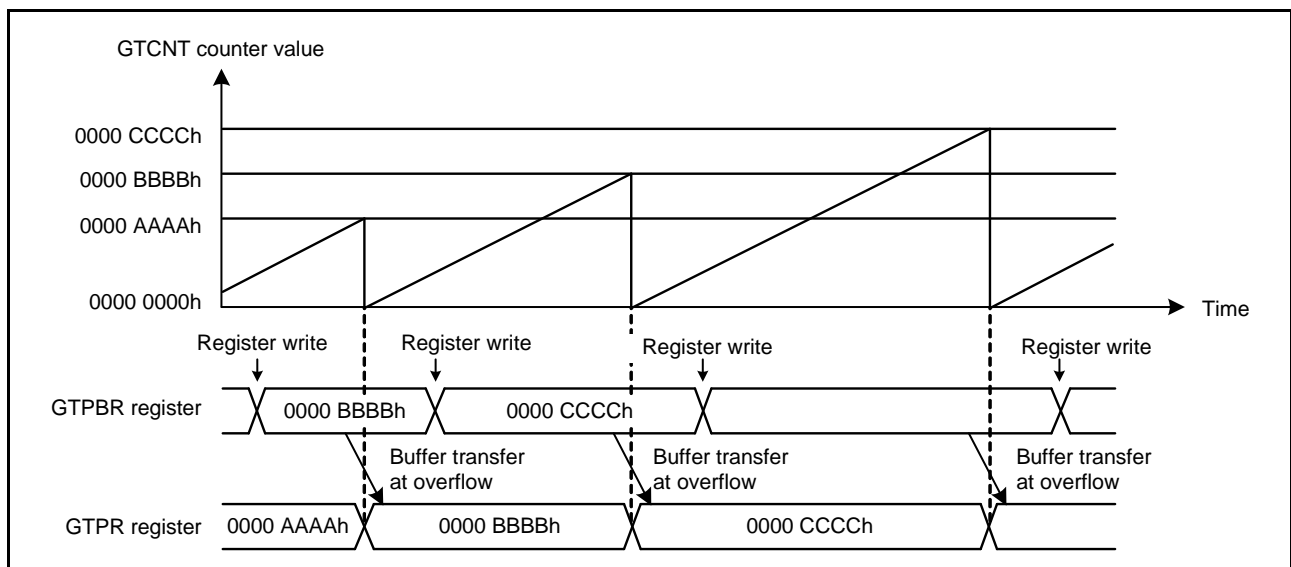 GTCNT counter value
0000 CCCCh
0000 BBBBh
0000 AAAAh
0000 0000h
Time
Register write
Register write
Register write
Register write
GTPBR register
0000 BBBBh
0000 CCCCh
Buffer transfer
at overflow
Buffer transfer
at overflow
Buffer transfer
at overflow
GTPR register
0000 AAAAh
0000 BBBBh
0000 CCCCh